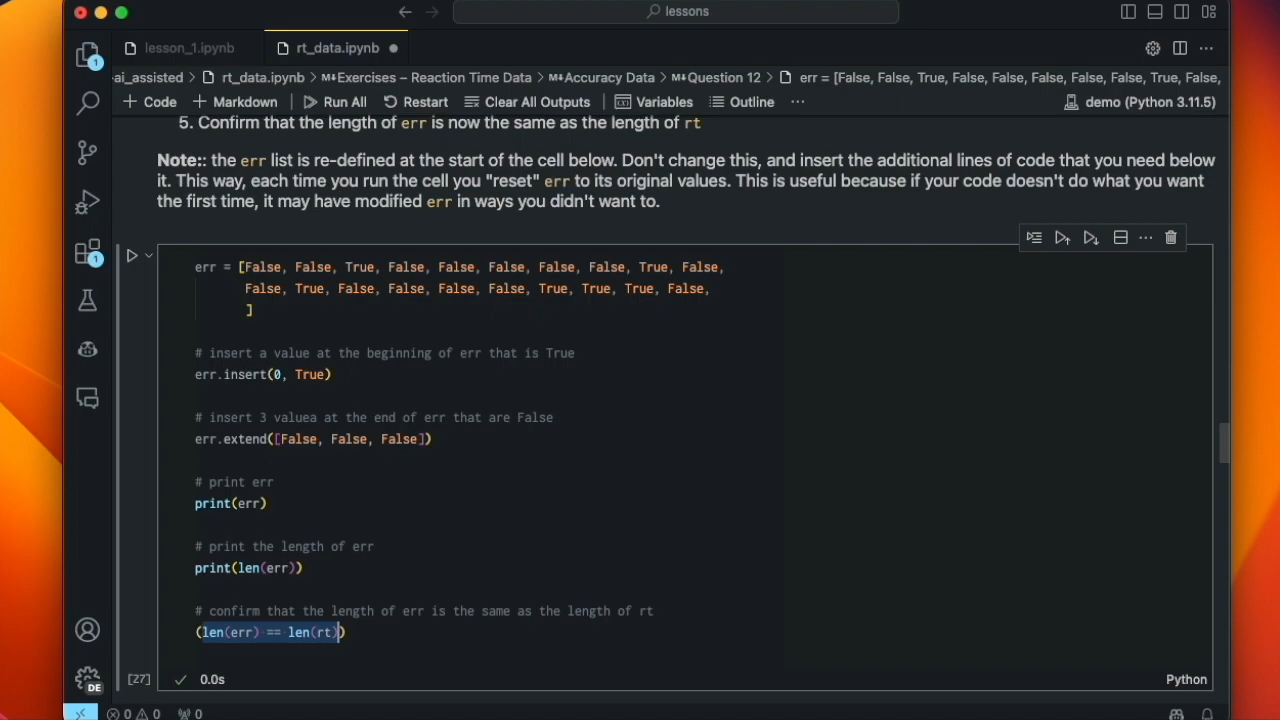 lessons
lesson_1.ipynb
rt_data.ipynb
-ai_assisted > rt_data.ipynb > M↓Exercises – Reaction Time Data > M↓Accuracy Data > M↓Question 12 > err = [False, False, True, False, False, False, False, False, True, False,
+ Code + Markdown Run All Restart Clear All Outputs Variables Outline ··· demo (Python 3.11.5)
5. Confirm that the length of err is now the same as the length of rt
Note:: the err list is re-defined at the start of the cell below. Don't change this, and insert the additional lines of code that you need below
it. This way, each time you run the cell you "reset" err to its original values. This is useful because if your code doesn't do what you want
the first time, it may have modified err in ways you didn't want to.
err = [False, False, True, False, False, False, False, False, True, False,
False, True, False, False, False, False, True, True, True, False,
]
# insert a value at the beginning of err that is True
err.insert(0, True)
# insert 3 valuea at the end of err that are False
err.extend([False, False, False])
# print err
print(err)
# print the length of err
print(len(err))
# confirm that the length of err is the same as the length of rt
(len(err) == len(rt))
[27] ✓ 0.0s Python
1
1
DE
0 0 0